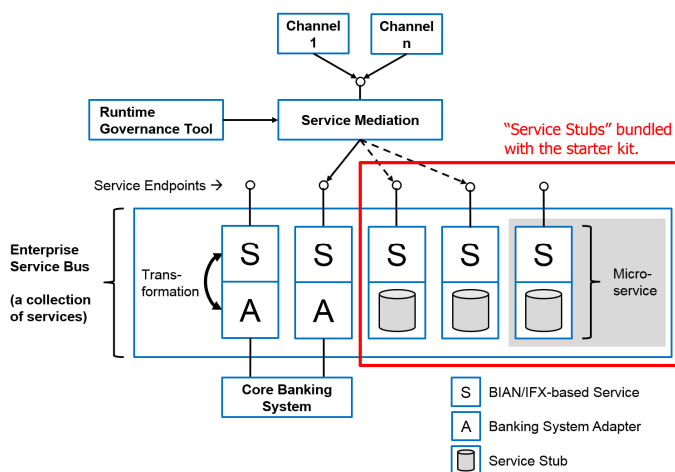 Channel
1
Channel
n
Runtime
Governance Tool
Service Mediation
“Service Stubs” bundled
with the starter kit.
Service Endpoints →
Enterprise
Service Bus
(a collection
of services)
Trans-
formation
S
S
S
S
S
A
A
Micro-
service
Core Banking
System
S
BIAN/IFX-based Service
A
Banking System Adapter
Service Stub